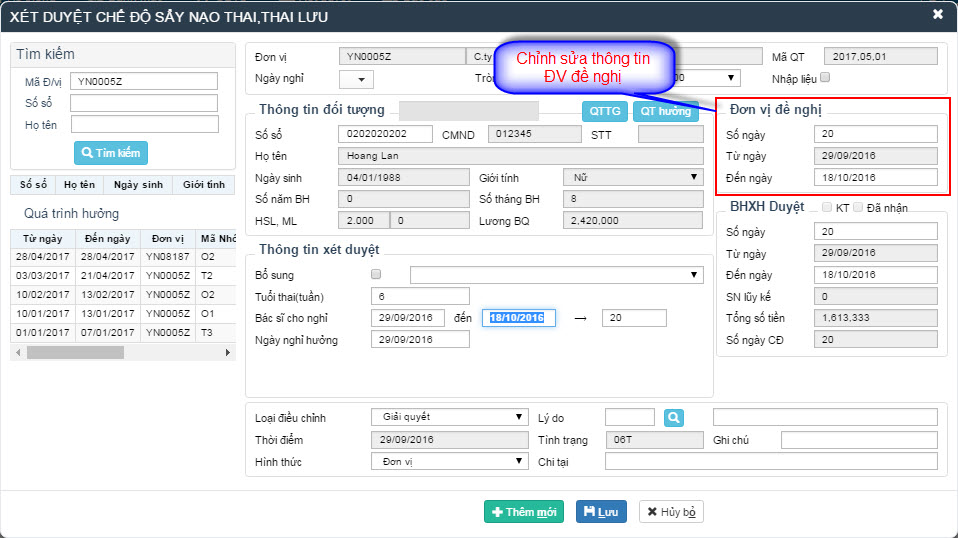 XÉT DUYỆT CHẾ ĐỘ SẨY NẠO THAI,THAI LƯU
Tìm kiếm
Mã Đ/vị YN0005Z
Số sổ
Họ tên
Tìm kiếm
Số sổ Họ tên Ngày sinh Giới tính
Quá trình hưởng
Từ ngày Đến ngày Đơn vị Mã Nhó
28/04/2017 28/04/2017 YN08187 O2
03/03/2017 21/04/2017 YN0005Z T2
10/02/2017 13/02/2017 YN0005Z O2
10/01/2017 13/01/2017 YN0005Z O1
01/01/2017 07/01/2017 YN0005Z T3
Đơn vị YN0005Z C.ty Mã QT 2017,05,01
Ngày nghỉ 00 Nhập liệu
Chỉnh sửa thông tin
ĐV đề nghị
Thông tin đối tượng QTTG QT hưởng
Số sổ 0202020202 CMND 012345 STT
Họ tên Hoang Lan
Ngày sinh 04/01/1988 Giới tính Nữ
Số năm BH 0 Số tháng BH 8
HSL, ML 2.000 0 Lương BQ 2,420,000
Đơn vị đề nghị
Số ngày 20
Từ ngày 29/09/2016
Đến ngày 18/10/2016
BHXH Duyệt KT Đã nhận
Số ngày 20
Từ ngày 29/09/2016
Đến ngày 18/10/2016
SN lũy kế 0
Tổng số tiền 1,613,333
Số ngày CĐ 20
Thông tin xét duyệt
Bổ sung
Tuổi thai(tuần) 6
Bác sĩ cho nghỉ 29/09/2016 đến 18/10/2016 → 20
Ngày nghỉ hưởng 29/09/2016
Loại điều chỉnh Giải quyết Lý do
Thời điểm 29/09/2016 Tình trạng 06T Ghi chú
Hình thức Đơn vị Chi tại
Thêm mới Lưu Hủy bỏ